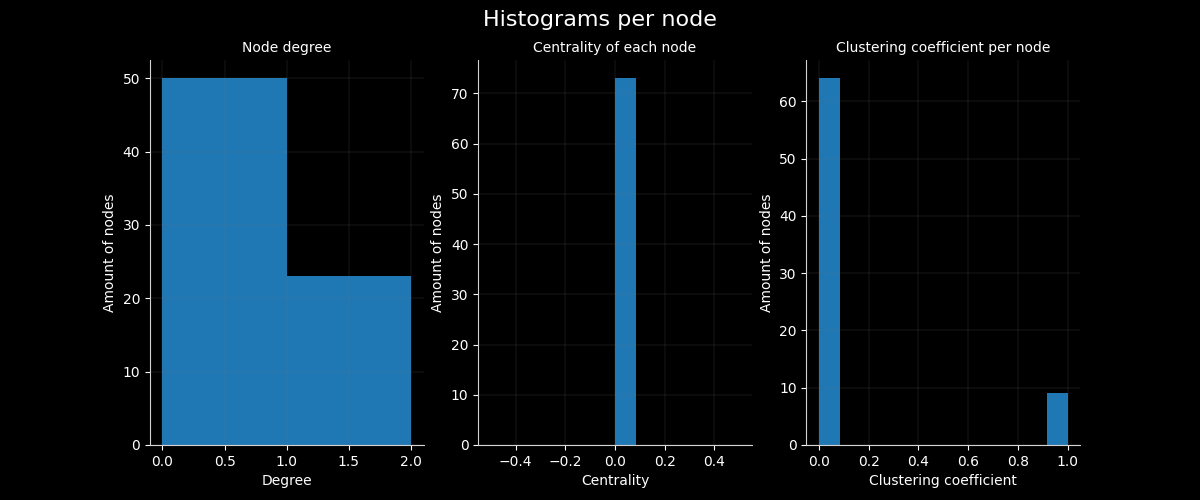 Histograms per node
Node degree
Centrality of each node
Clustering coefficient per node
Amount of nodes
50
40
30
20
10
0
0.0 0.5 1.0 1.5 2.0
Degree
Amount of nodes
70
60
50
40
30
20
10
0
−0.4 −0.2 0.0 0.2 0.4
Centrality
Amount of nodes
60
50
40
30
20
10
0
0.0 0.2 0.4 0.6 0.8 1.0
Clustering coefficient